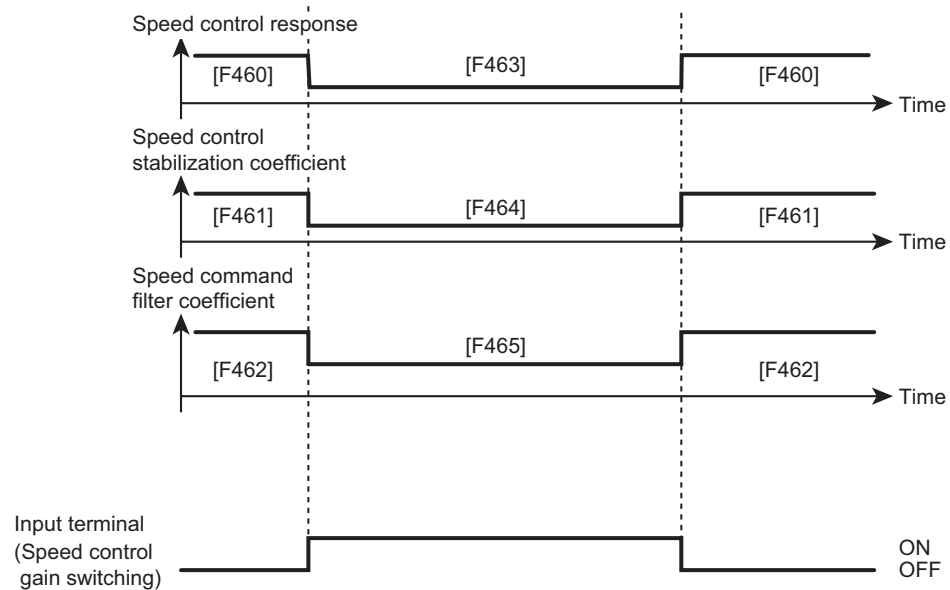 Speed control response
[F460]
[F463]
[F460]
Time
Speed control
stabilization coefficient
[F461]
[F464]
[F461]
Time
Speed command
filter coefficient
[F462]
[F465]
[F462]
Time
Input terminal
(Speed control
gain switching)
ON
OFF